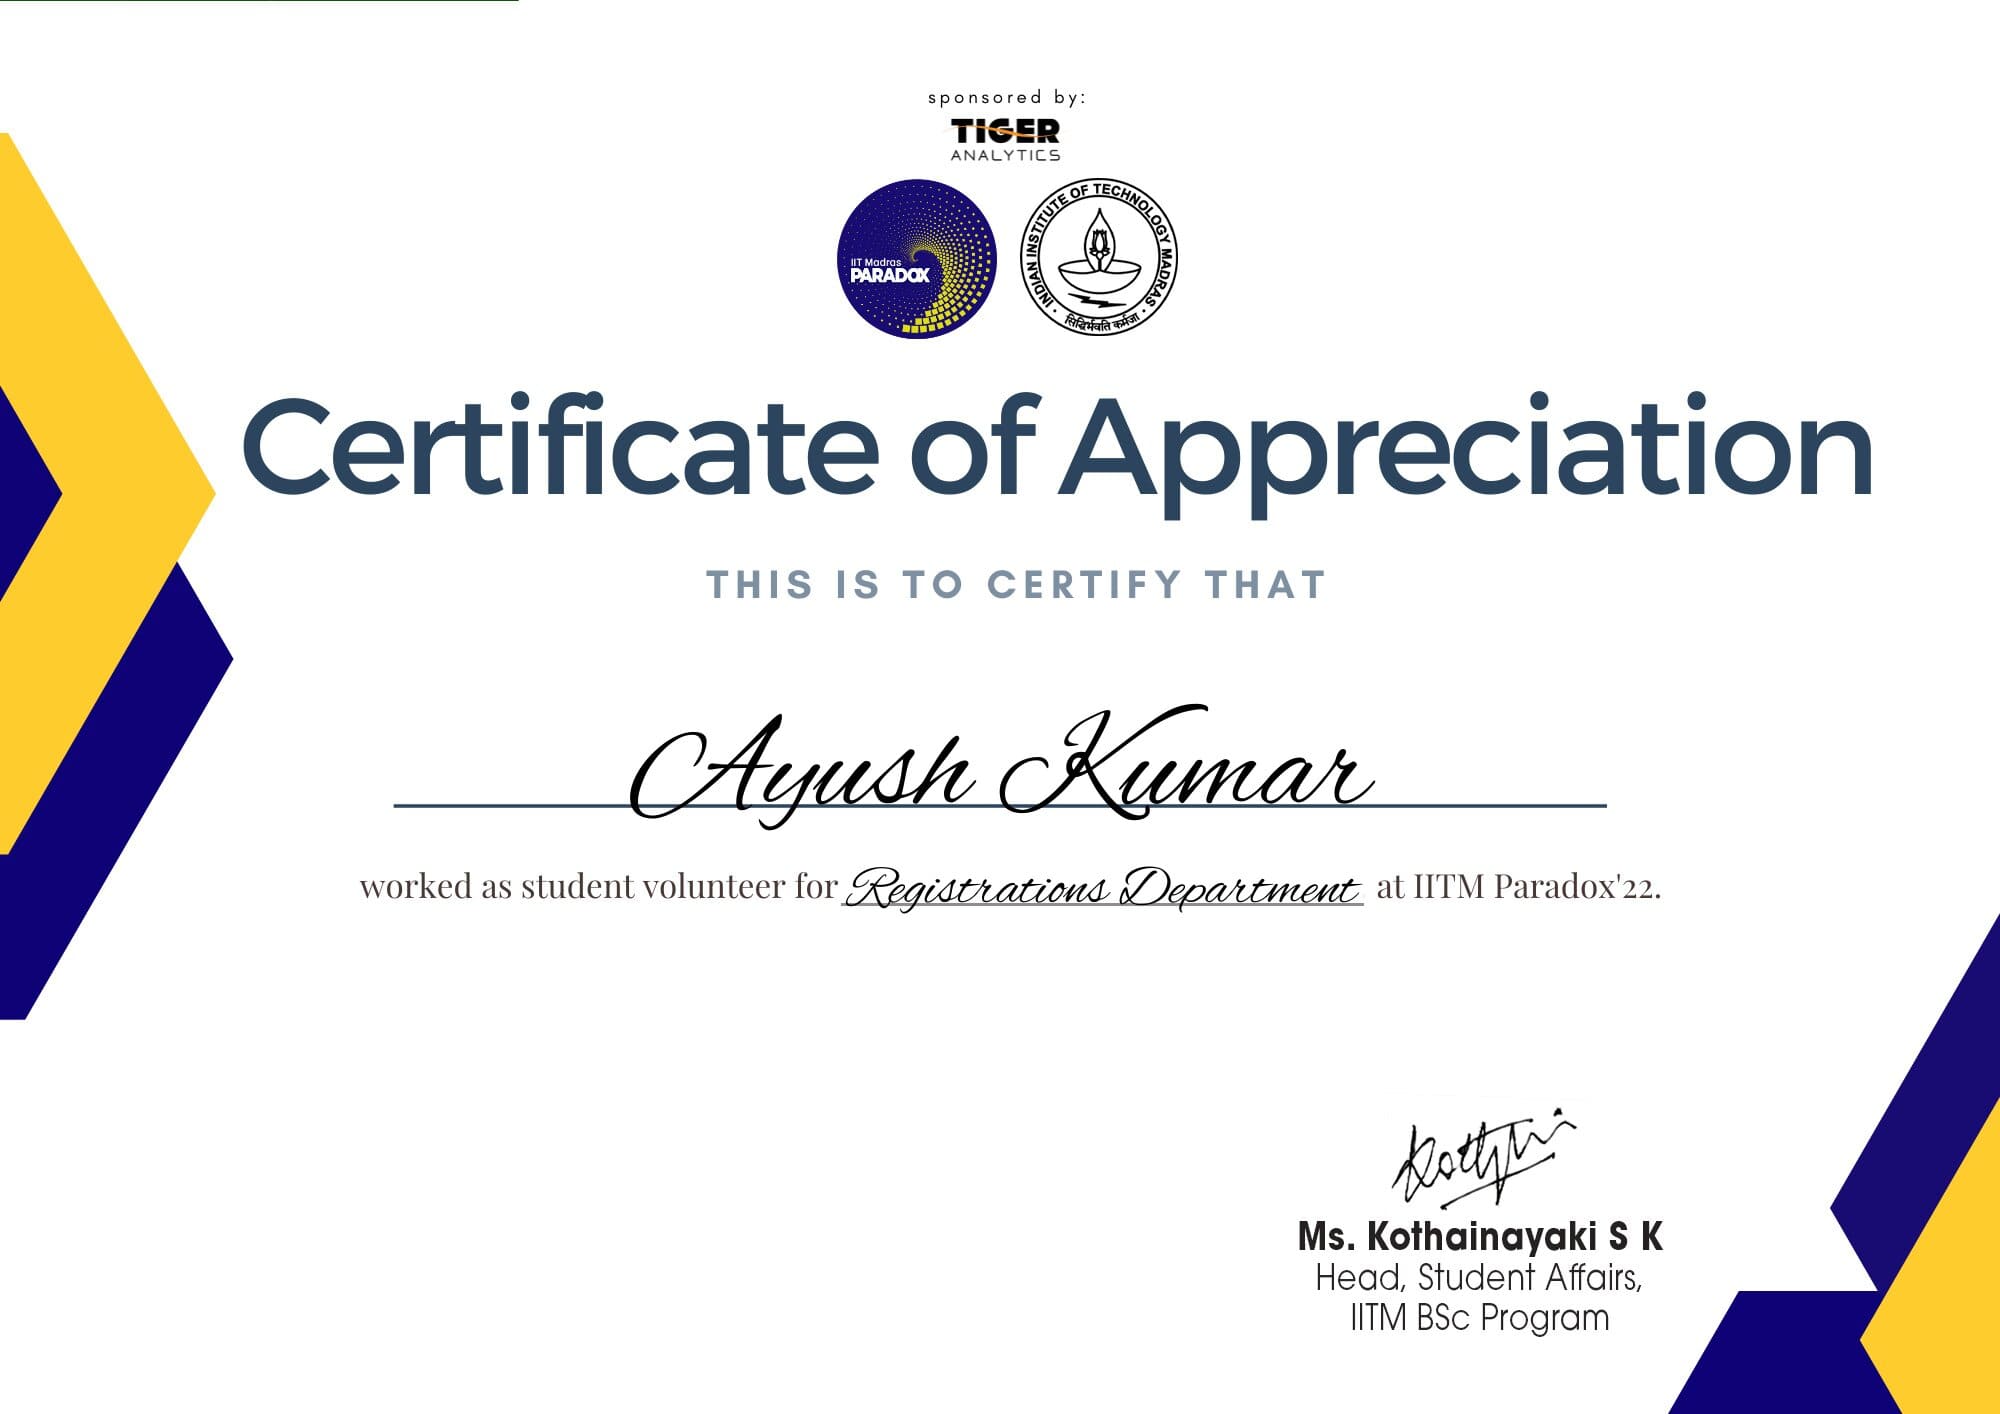 sponsored by:
TIGER
ANALYTICS
IIT Madras
PARADOX
INDIAN INSTITUTE OF TECHNOLOGY MADRAS
सिद्धिर्भवति कर्मजा
Certificate of Appreciation
THIS IS TO CERTIFY THAT
Ayush Kumar
worked as student volunteer for Registrations Department at IITM Paradox'22.
Ms. Kothainayaki S K
Head, Student Affairs,
IITM BSc Program